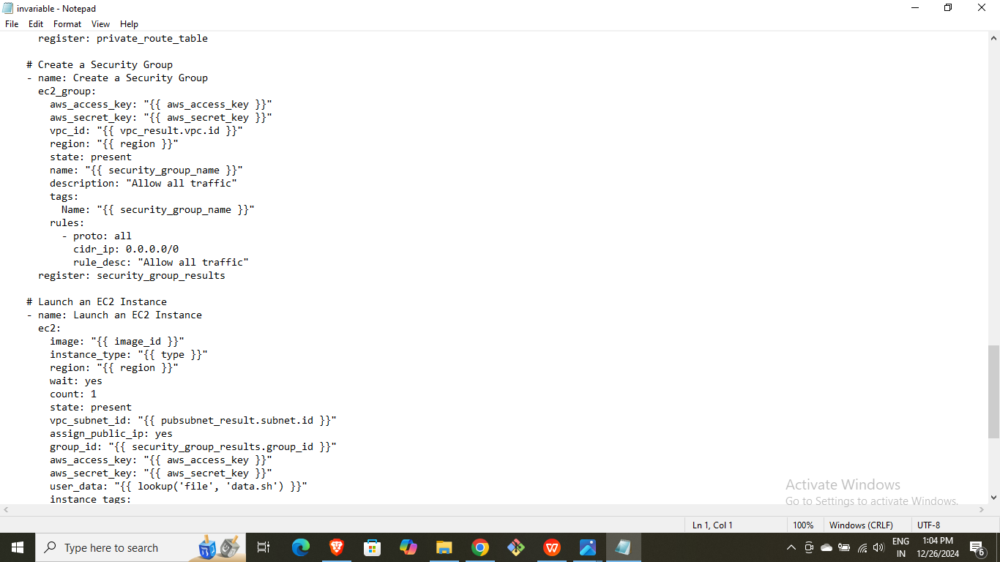 invariable - Notepad
File Edit Format View Help
register: private_route_table
# Create a Security Group
- name: Create a Security Group
ec2_group:
aws_access_key: "{{ aws_access_key }}"
aws_secret_key: "{{ aws_secret_key }}"
vpc_id: "{{ vpc_result.vpc.id }}"
region: "{{ region }}"
state: present
name: "{{ security_group_name }}"
description: "Allow all traffic"
tags:
Name: "{{ security_group_name }}"
rules:
- proto: all
cidr_ip: 0.0.0.0/0
rule_desc: "Allow all traffic"
register: security_group_results
# Launch an EC2 Instance
- name: Launch an EC2 Instance
ec2:
image: "{{ image_id }}"
instance_type: "{{ type }}"
region: "{{ region }}"
wait: yes
count: 1
state: present
vpc_subnet_id: "{{ pubsubnet_result.subnet.id }}"
assign_public_ip: yes
group_id: "{{ security_group_results.group_id }}"
aws_access_key: "{{ aws_access_key }}"
aws_secret_key: "{{ aws_secret_key }}"
user_data: "{{ lookup('file', 'data.sh') }}"
instance_tags:
Activate Windows
Go to Settings to activate Windows.
Ln 1, Col 1 100% Windows (CRLF) UTF-8
Type here to search
ENG 1:04 PM
IN 12/26/2024 6